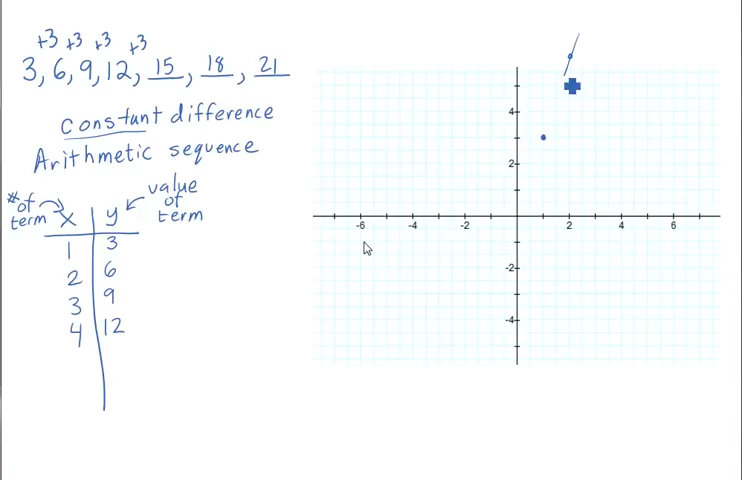 +3 +3 +3 +3
3, 6, 9, 12, 15, 18, 21
constant difference
Arithmetic sequence
# of term
value of term
x y
1 3
2 6
3 9
4 12
4
2
-6 -4 -2 2 4 6
-2
-4